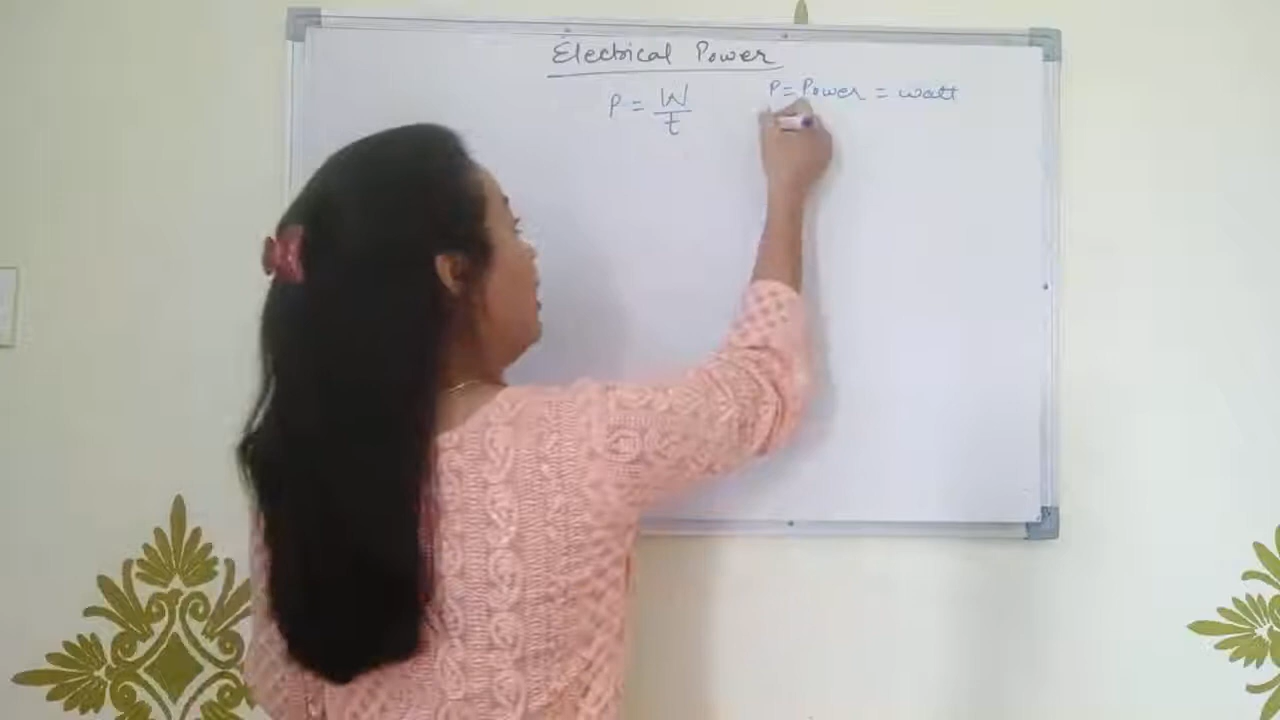 Electrical Power
P = W/t
P = Power = watt